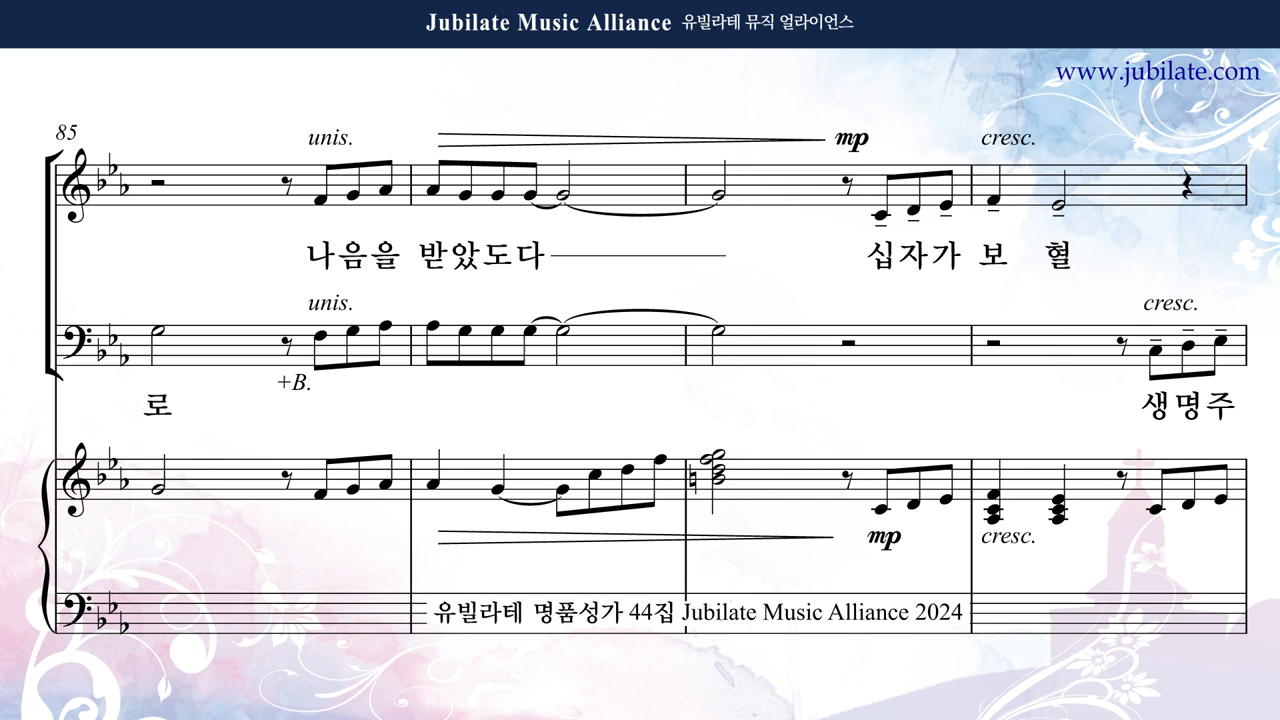 Jubilate Music Alliance 유빌라테 뮤직 얼라이언스
www.jubilate.com
85
unis.
mp
cresc.
나음을 받았도다 십자가 보 혈
unis.
cresc.
+B.
로 생명주
mp
cresc.
유빌라테 명품성가 44집 Jubilate Music Alliance 2024